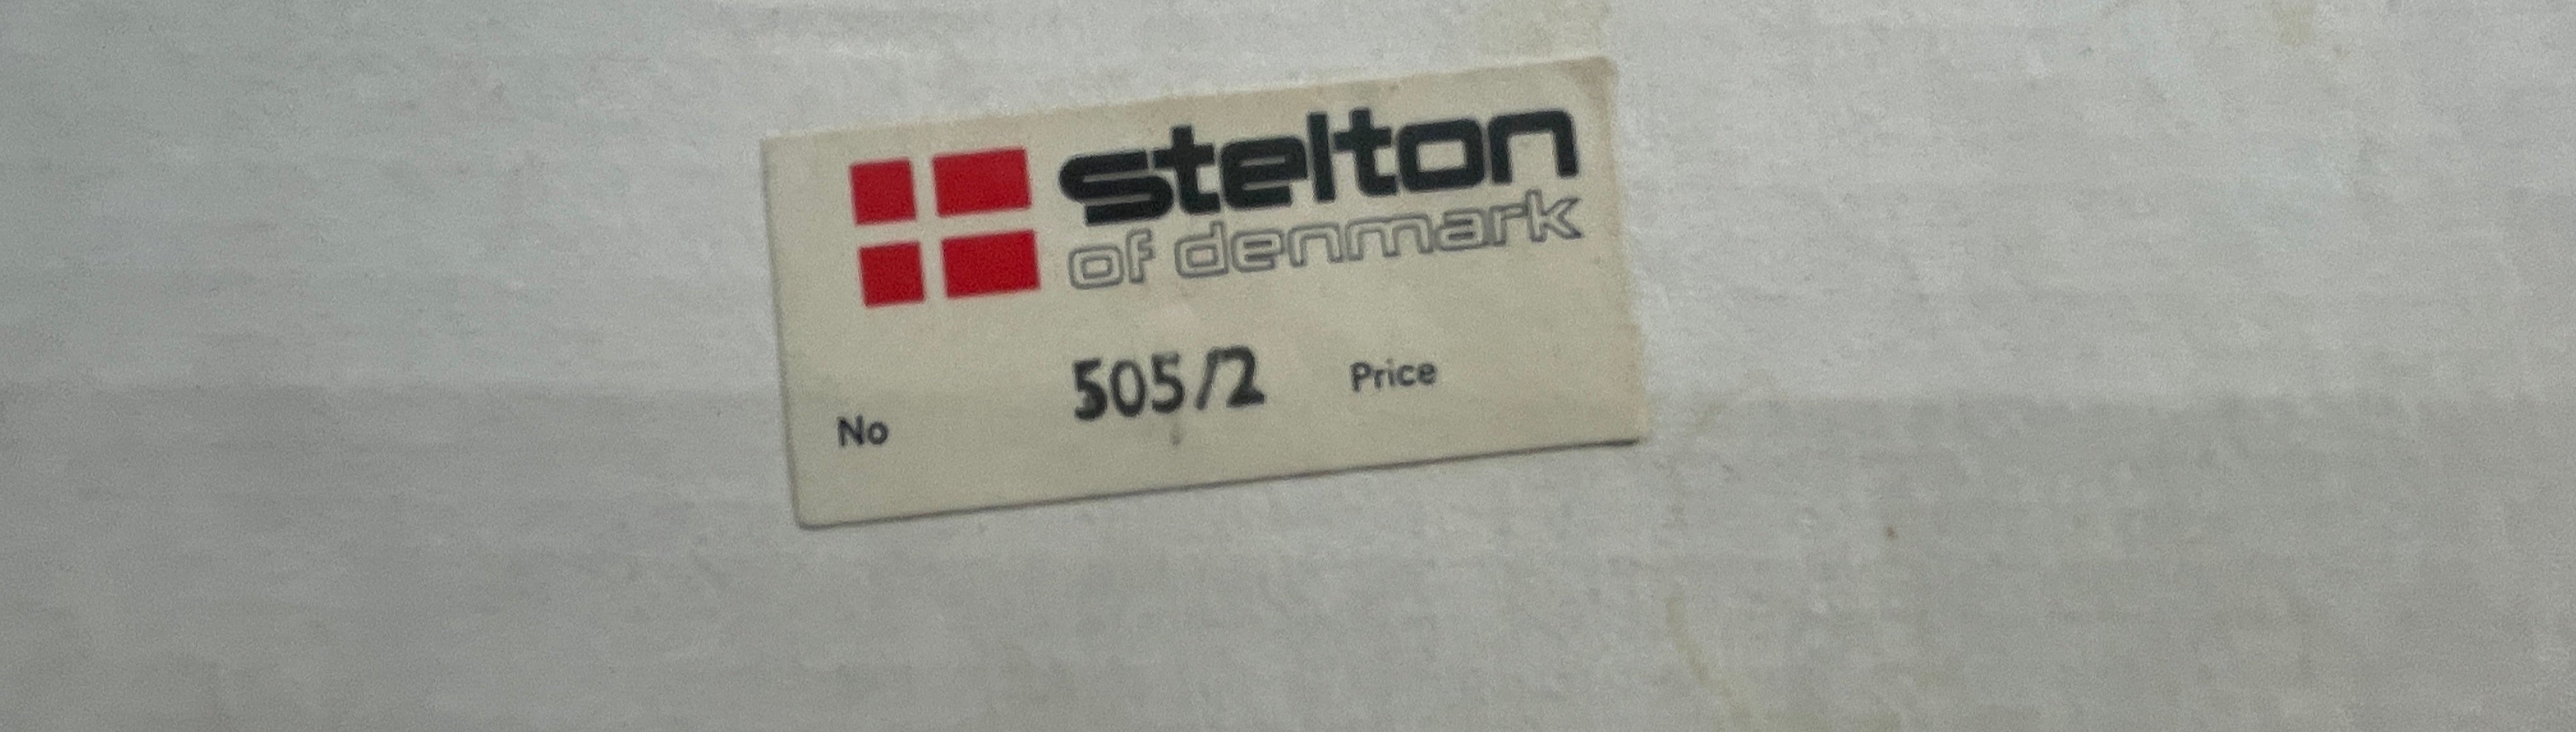 stelton
of denmark
No 505/2 Price